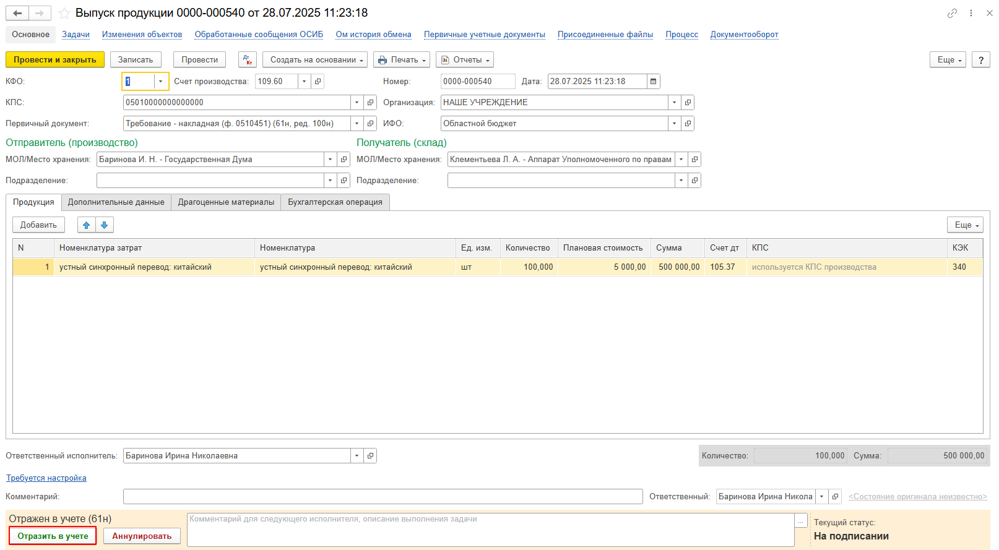 Выпуск продукции 0000-000540 от 28.07.2025 11:23:18
Основное Задачи Изменения объектов Обработанные сообщения ОСИБ Ом история обмена Первичные учетные документы Присоединенные файлы Процесс Документооборот
Провести и закрыть Записать Провести Дт Кт Создать на основании Печать Отчеты Еще ?
КФО: 1 Счет производства: 109.60 Номер: 0000-000540 Дата: 28.07.2025 11:23:18
КПС: 05010000000000000 Организация: НАШЕ УЧРЕЖДЕНИЕ
Первичный документ: Требование - накладная (ф. 0510451) (61н, ред. 100н) ИФО: Областной бюджет
Отправитель (производство) Получатель (склад)
МОЛ/Место хранения: Баринова И. Н. - Государственная Дума МОЛ/Место хранения: Клементьева Л. А. - Аппарат Уполномоченного по правам
Подразделение: Подразделение:
Продукция Дополнительные данные Драгоценные материалы Бухгалтерская операция
Добавить Еще
N Номенклатура затрат Номенклатура Ед. изм. Количество Плановая стоимость Сумма Счет дт КПС КЭК
1 устный синхронный перевод: китайский устный синхронный перевод: китайский шт 100,000 5 000,00 500 000,00 105.37 используется КПС производства 340
Ответственный исполнитель: Баринова Ирина Николаевна Количество: 100,000 Сумма: 500 000,00
Требуется настройка
Комментарий: Ответственный: Баринова Ирина Никола <Состояние оригинала неизвестно>
Отражен в учете (61н) Комментарий для следующего исполнителя, описание выполнения задачи ... Текущий статус:
Отразить в учете Аннулировать На подписании